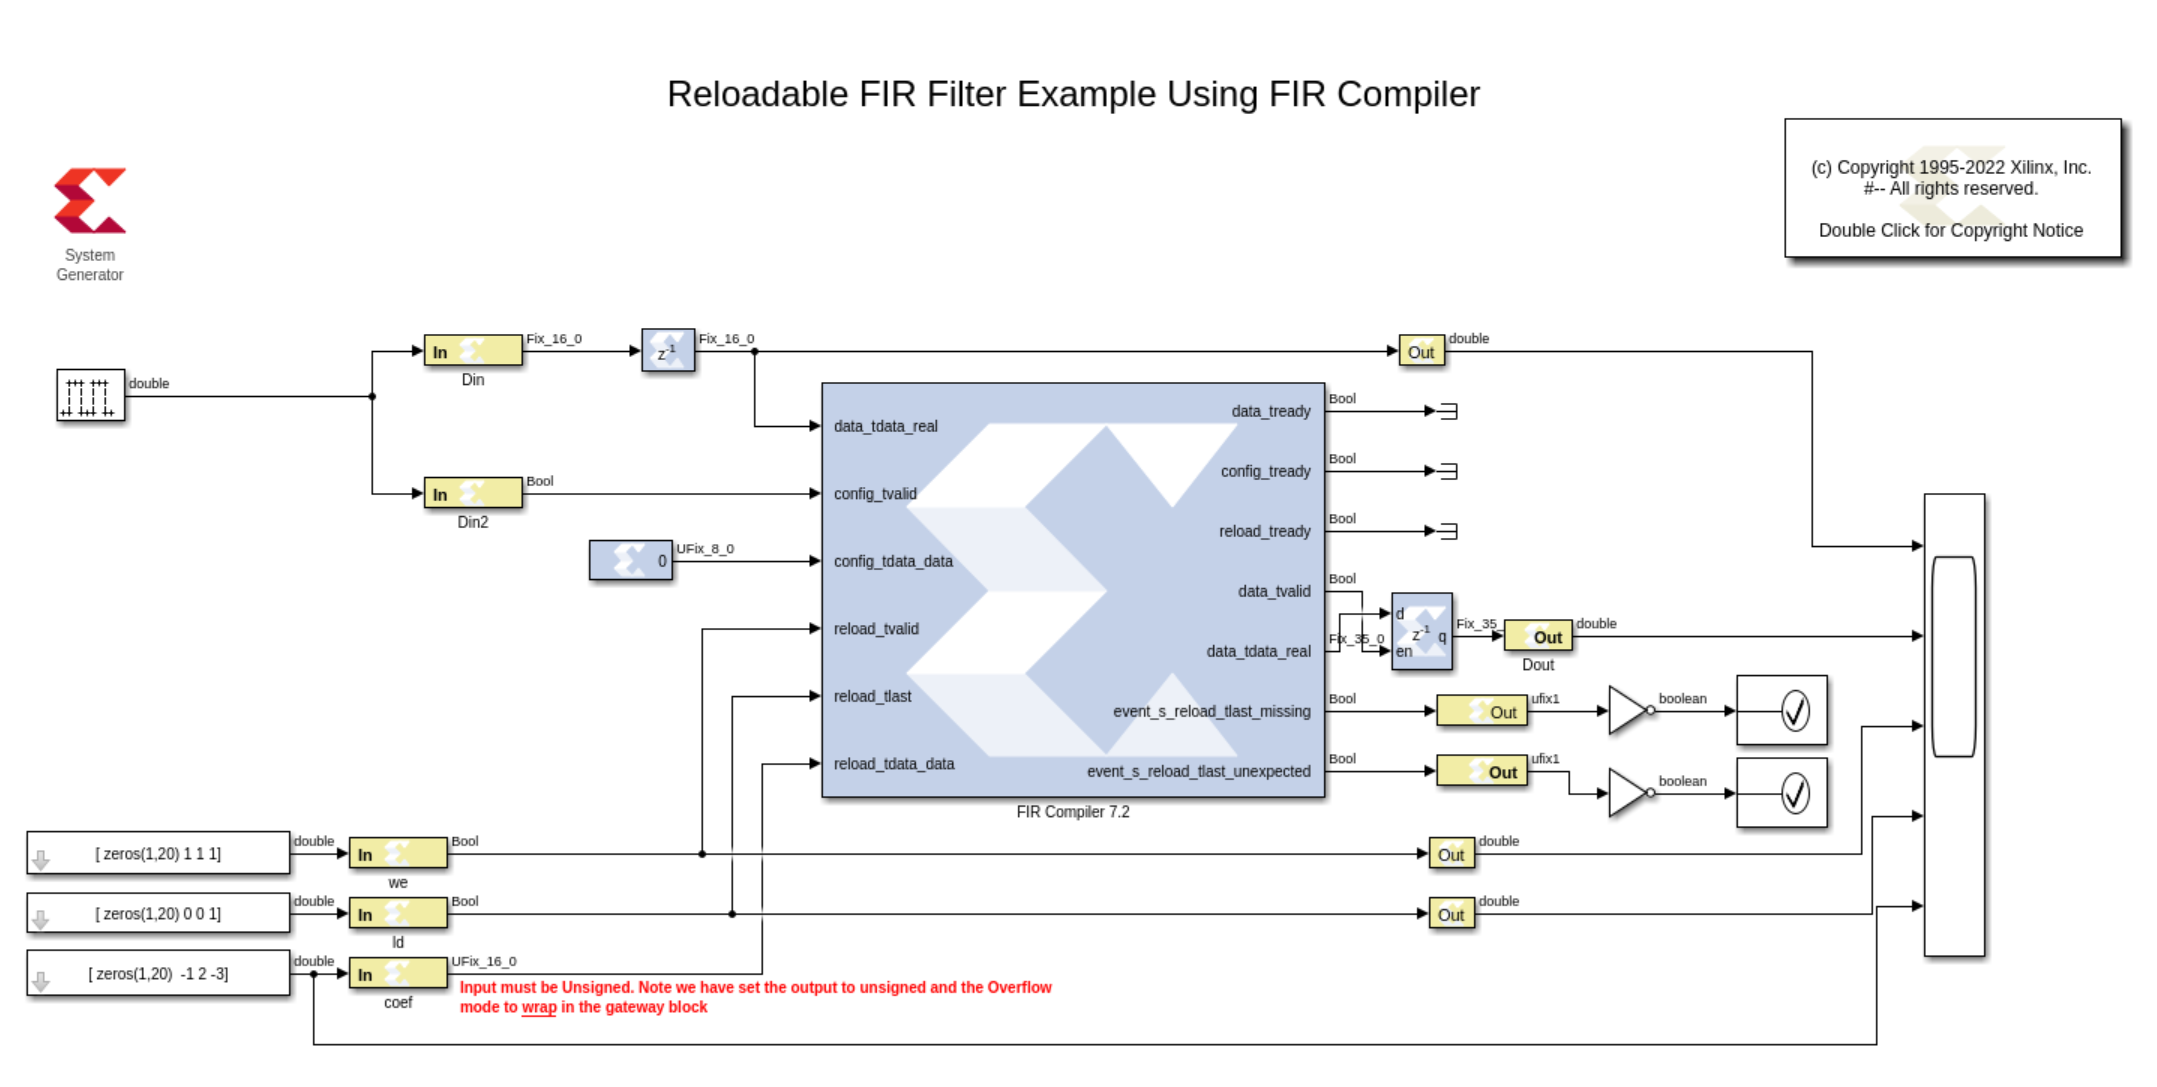 Reloadable FIR Filter Example Using FIR Compiler
(c) Copyright 1995-2022 Xilinx, Inc.
#-- All rights reserved.
Double Click for Copyright Notice
System
Generator
double
In
Din
Fix_16_0
z-1
Fix_16_0
Out
double
In
Din2
Bool
0
UFix_8_0
data_tdata_real
config_tvalid
config_tdata_data
reload_tvalid
reload_tlast
reload_tdata_data
data_tready
config_tready
reload_tready
data_tvalid
data_tdata_real
event_s_reload_tlast_missing
event_s_reload_tlast_unexpected
FIR Compiler 7.2
Bool
Bool
Bool
Bool
Fix_35_0
d
z-1
q
en
Fix_35_
Out
Dout
double
Bool
Out
ufix1
boolean
Bool
Out
ufix1
boolean
[ zeros(1,20) 1 1 1]
double
In
we
Bool
Out
double
[ zeros(1,20) 0 0 1]
double
In
ld
Bool
Out
double
[ zeros(1,20)  -1 2 -3]
double
In
coef
UFix_16_0
Input must be Unsigned. Note we have set the output to unsigned and the Overflow
mode to wrap in the gateway block